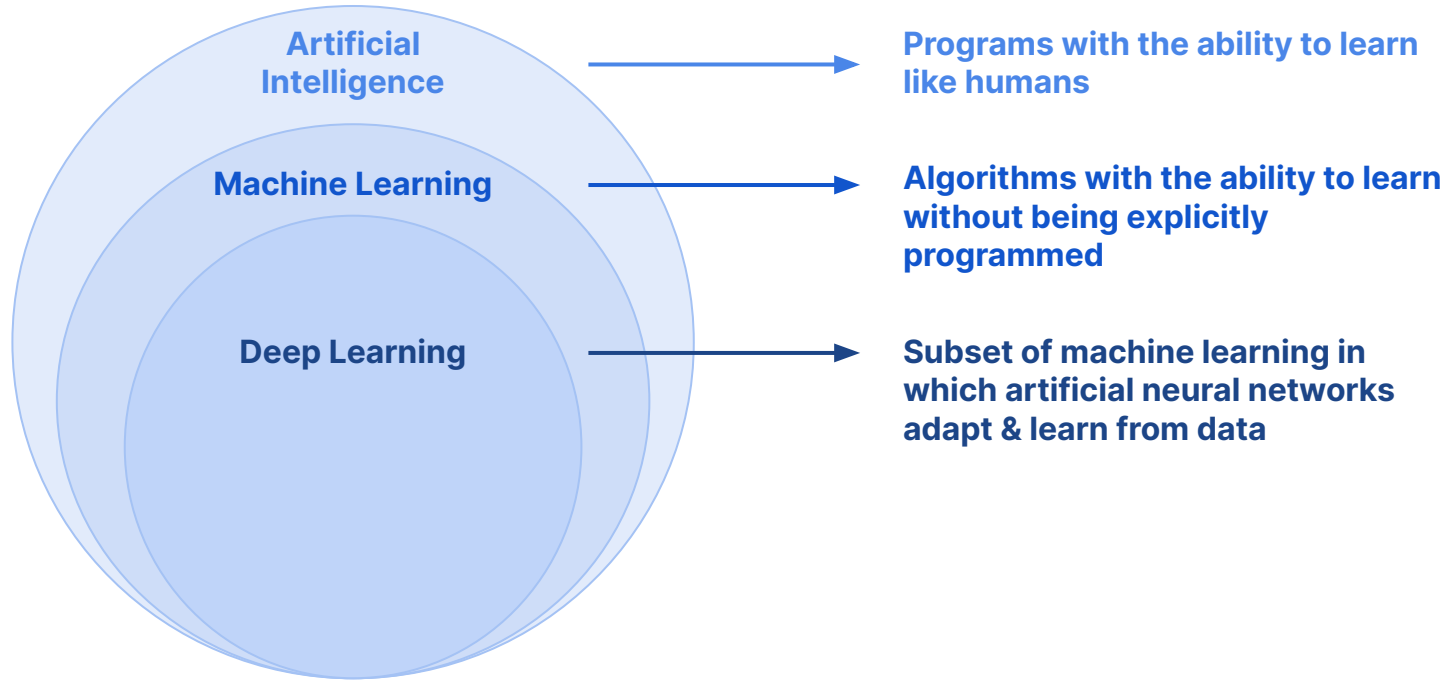 Artificial
Intelligence
Programs with the ability to learn
like humans
Machine Learning
Algorithms with the ability to learn
without being explicitly
programmed
Deep Learning
Subset of machine learning in
which artificial neural networks
adapt & learn from data